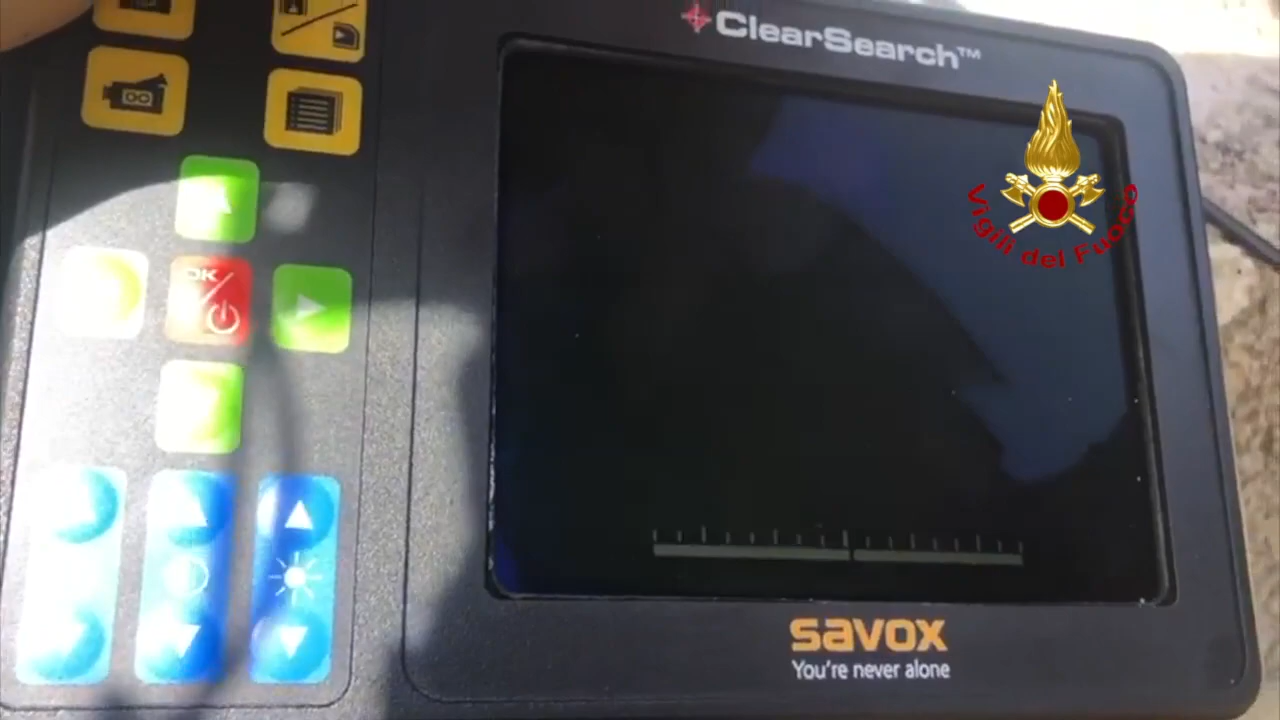 ClearSearch™
Vigili del Fuoco
OK
savox
You're never alone